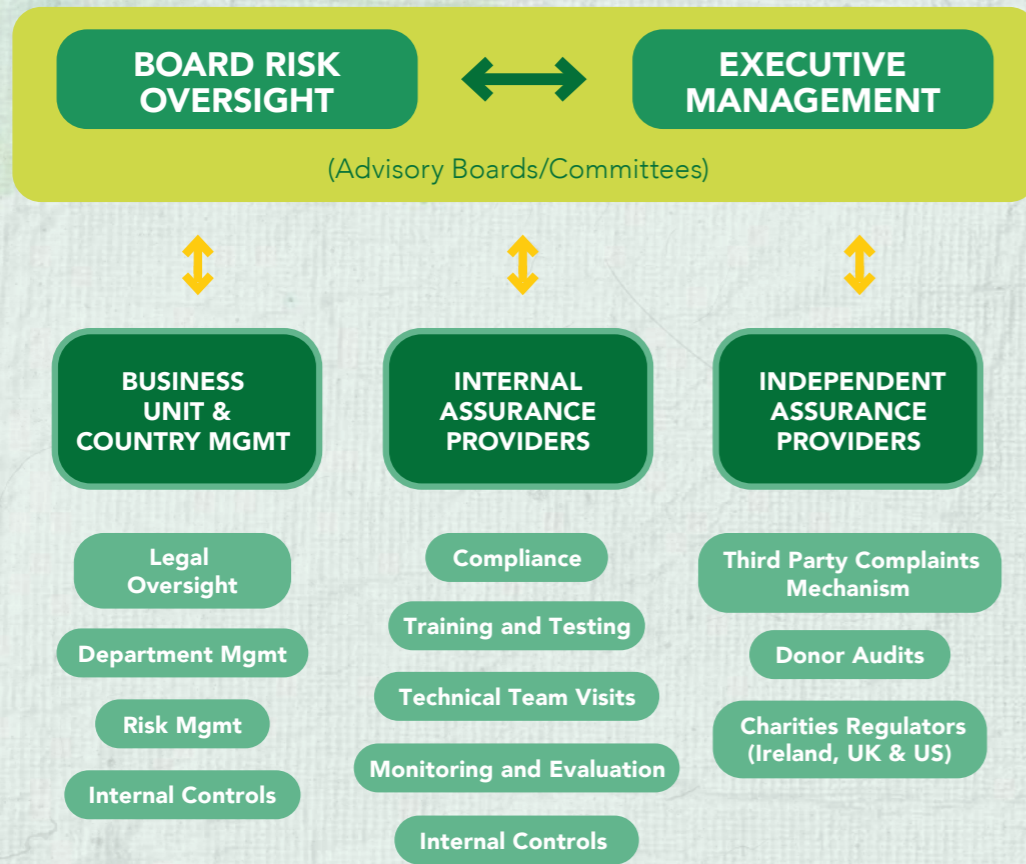 BOARD RISK
OVERSIGHT
EXECUTIVE
MANAGEMENT
(Advisory Boards/Committees)
BUSINESS
UNIT &
COUNTRY MGMT
Legal
Oversight
Department Mgmt
Risk Mgmt
Internal Controls
INTERNAL
ASSURANCE
PROVIDERS
Compliance
Training and Testing
Technical Team Visits
Monitoring and Evaluation
Internal Controls
INDEPENDENT
ASSURANCE
PROVIDERS
Third Party Complaints
Mechanism
Donor Audits
Charities Regulators
(Ireland, UK & US)